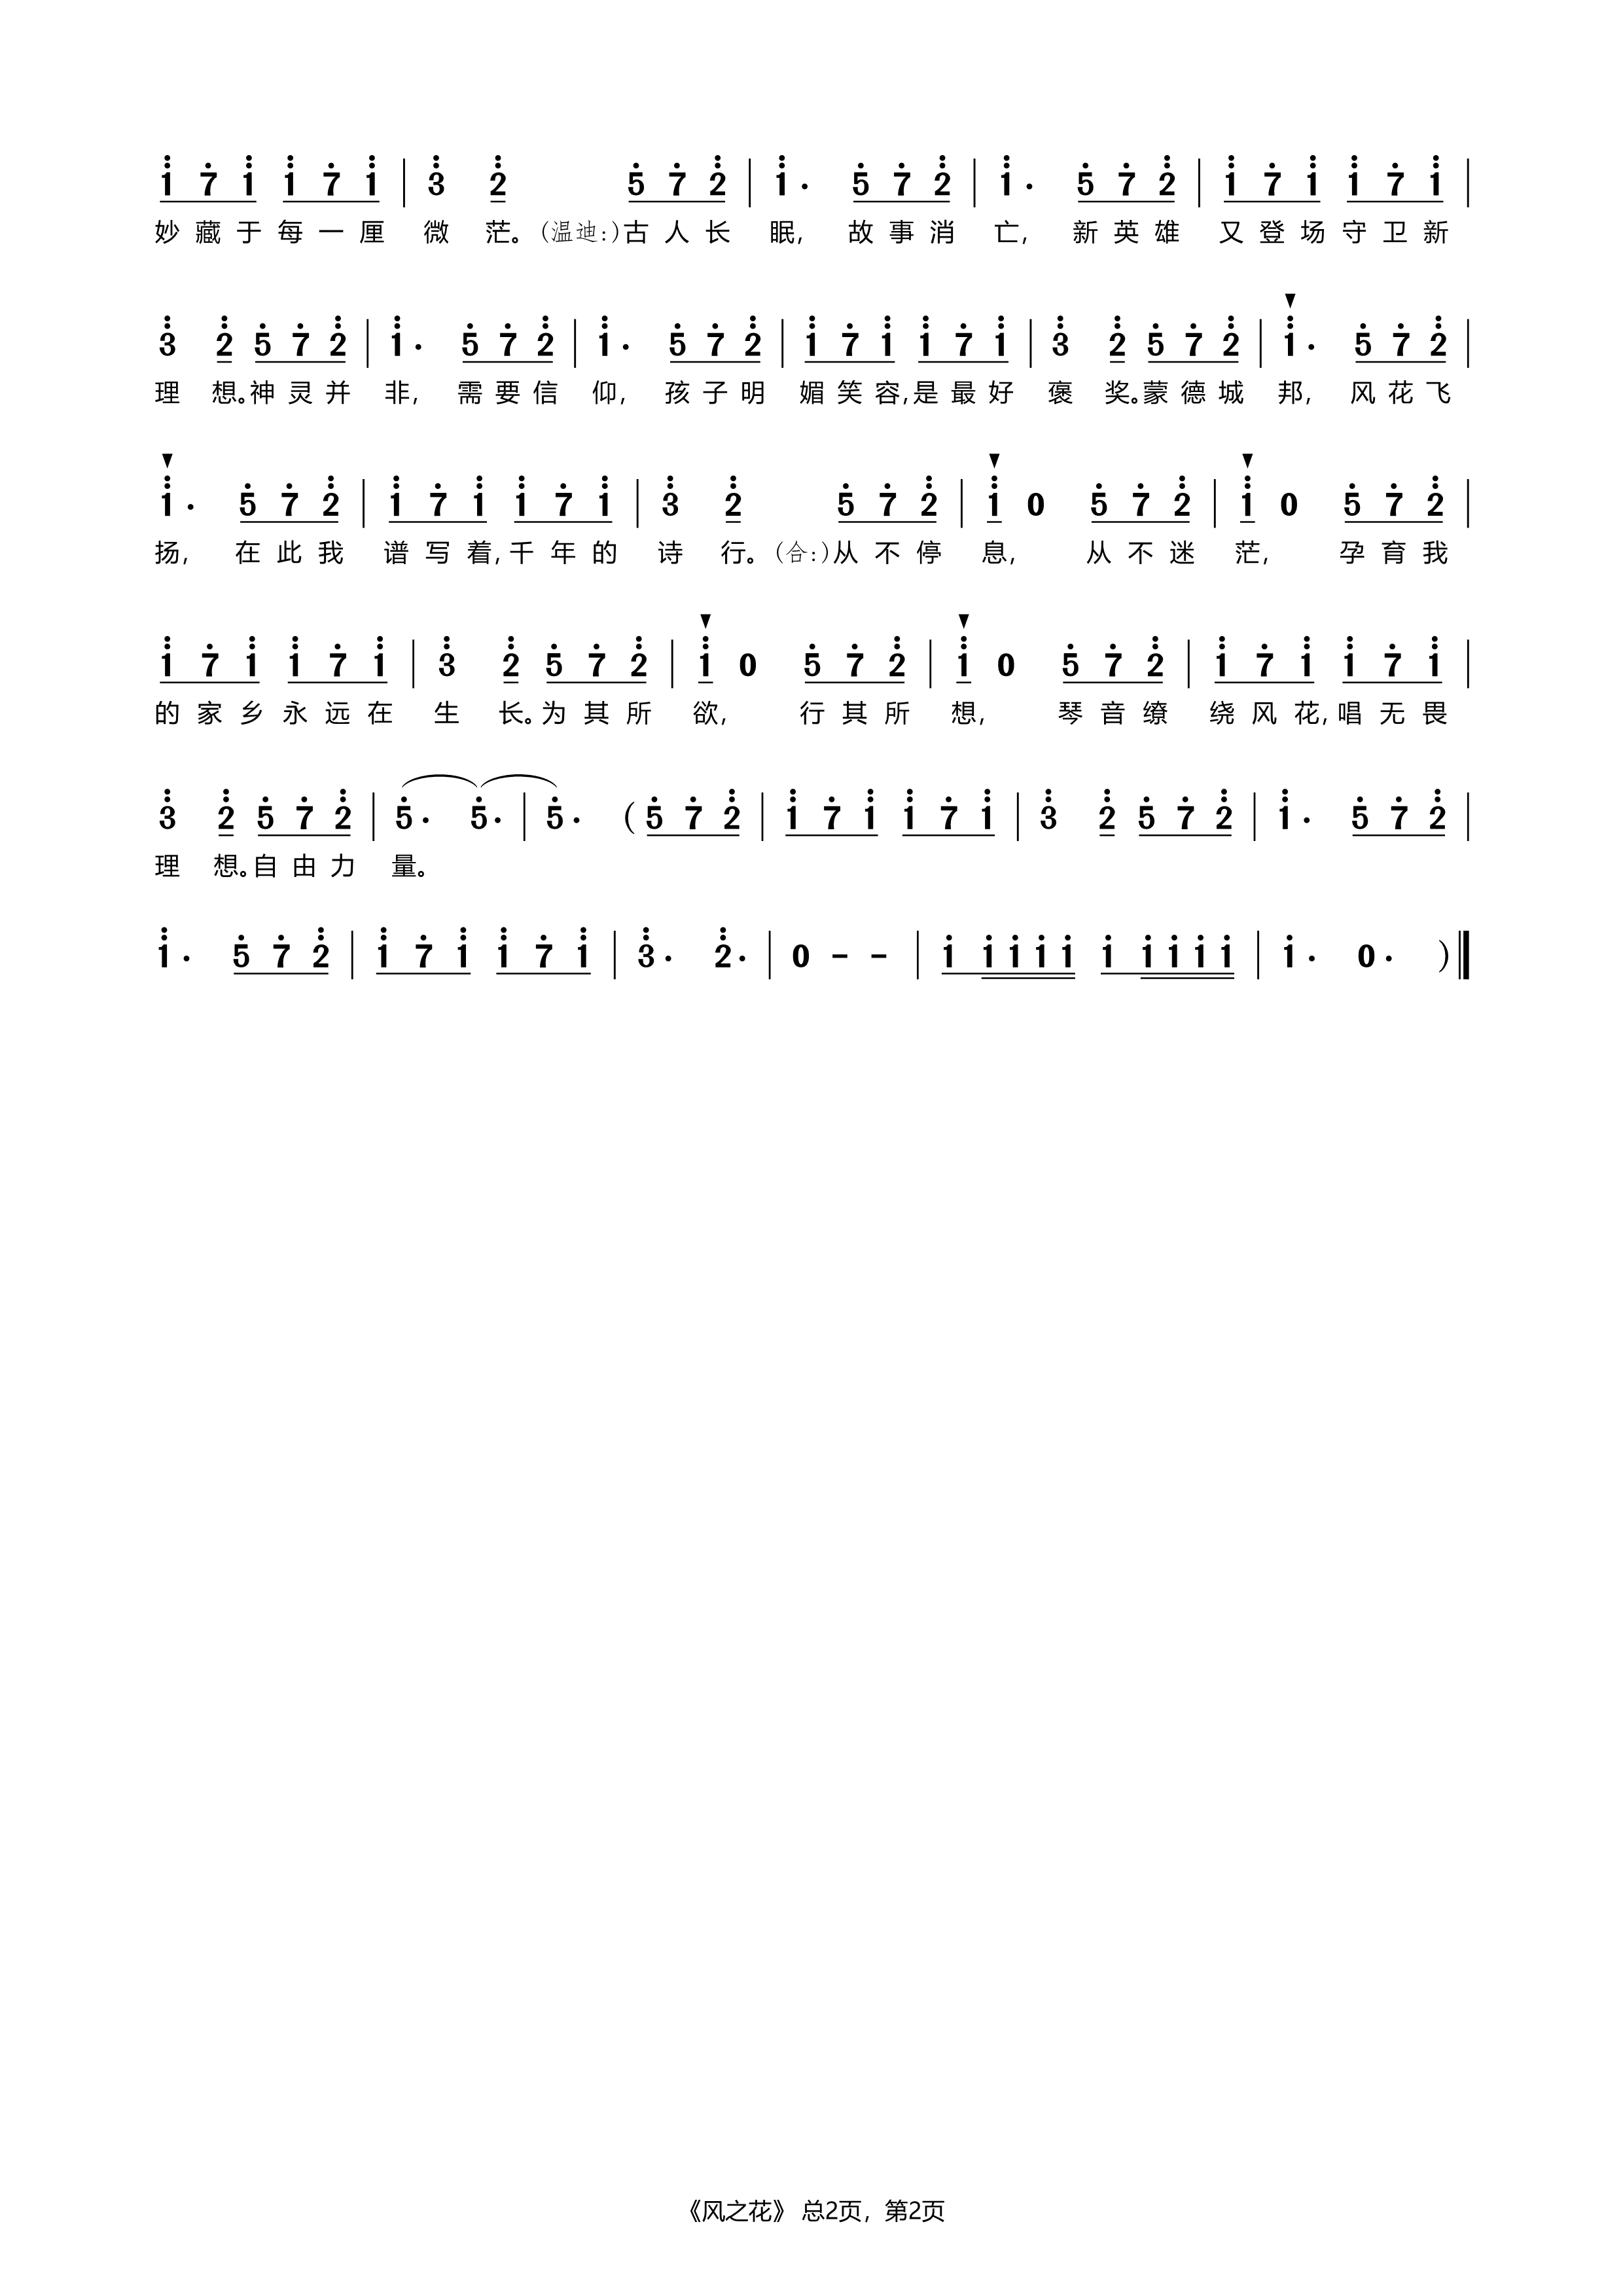 1 7 1 1 7 1 | 3 2 5 7 2 | 1· 5 7 2 | 1· 5 7 2 | 1 7 1 1 7 1 |
妙藏于每一厘 微 茫。(温迪:)古人长 眠, 故事消 亡, 新英雄 又登场守卫新
3 2 5 7 2 | 1· 5 7 2 | 1· 5 7 2 | 1 7 1 1 7 1 | 3 2 5 7 2 | 1· 5 7 2 |
理 想。神灵并 非, 需要信 仰, 孩子明 媚笑容,是最好 褒 奖。蒙德城 邦, 风花飞
1· 5 7 2 | 1 7 1 1 7 1 | 3 2 5 7 2 | 1 0 5 7 2 | 1 0 5 7 2 |
扬, 在此我 谱写着,千年的 诗 行。(合:)从不停 息, 从不迷 茫, 孕育我
1 7 1 1 7 1 | 3 2 5 7 2 | 1 0 5 7 2 | 1 0 5 7 2 | 1 7 1 1 7 1 |
的家乡永远在 生 长。为其所 欲, 行其所 想, 琴音缭 绕风花,唱无畏
3 2 5 7 2 | 5· 5· | 5· (5 7 2 | 1 7 1 1 7 1 | 3 2 5 7 2 | 1· 5 7 2 |
理 想。自由力 量。
1· 5 7 2 | 1 7 1 1 7 1 | 3· 2· | 0 - - | 1 1 1 1 1 1 1 1 1 1 | 1· 0· )
《风之花》 总2页，第2页